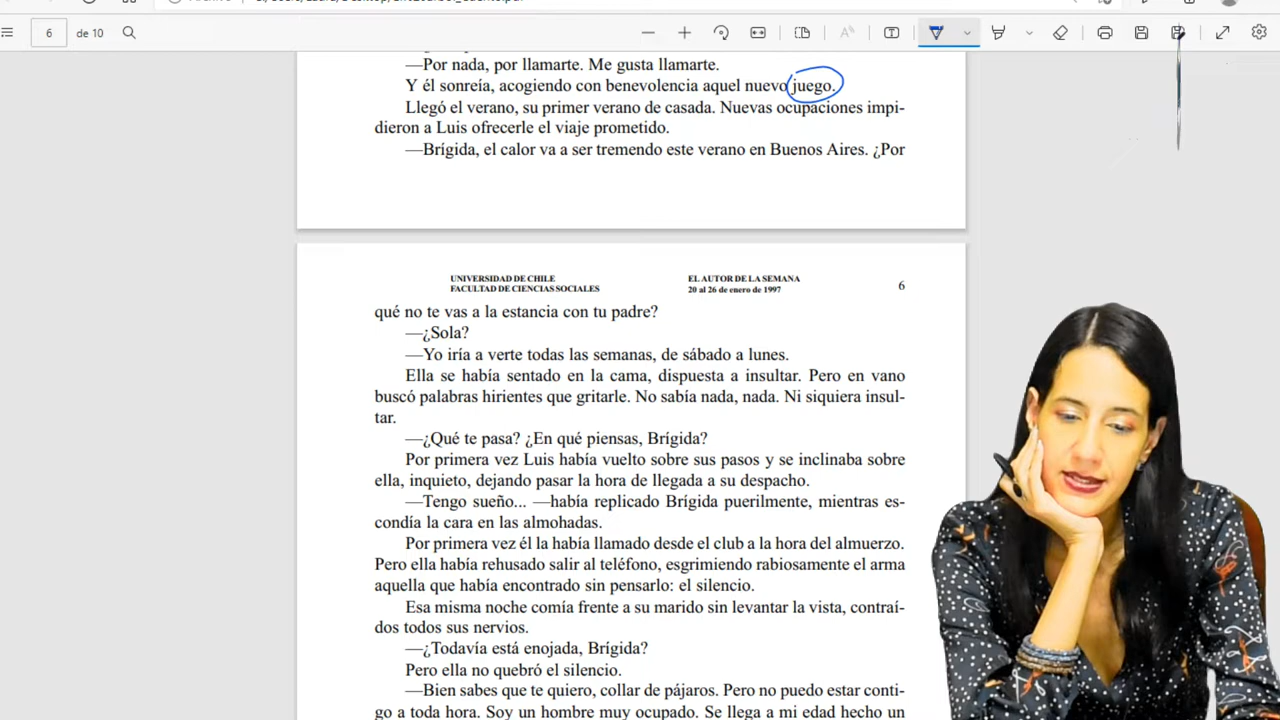 6
de 10
—Por nada, por llamarte. Me gusta llamarte.
Y él sonreía, acogiendo con benevolencia aquel nuevo juego.
Llegó el verano, su primer verano de casada. Nuevas ocupaciones impi-
dieron a Luis ofrecerle el viaje prometido.
—Brígida, el calor va a ser tremendo este verano en Buenos Aires. ¿Por
UNIVERSIDAD DE CHILE
FACULTAD DE CIENCIAS SOCIALES
EL AUTOR DE LA SEMANA
20 al 26 de enero de 1997
6
qué no te vas a la estancia con tu padre?
—¿Sola?
—Yo iría a verte todas las semanas, de sábado a lunes.
Ella se había sentado en la cama, dispuesta a insultar. Pero en vano
buscó palabras hirientes que gritarle. No sabía nada, nada. Ni siquiera insul-
tar.
—¿Qué te pasa? ¿En qué piensas, Brígida?
Por primera vez Luis había vuelto sobre sus pasos y se inclinaba sobre
ella, inquieto, dejando pasar la hora de llegada a su despacho.
—Tengo sueño... —había replicado Brígida puerilmente, mientras es-
condía la cara en las almohadas.
Por primera vez él la había llamado desde el club a la hora del almuerzo.
Pero ella había rehusado salir al teléfono, esgrimiendo rabiosamente el arma
aquella que había encontrado sin pensarlo: el silencio.
Esa misma noche comía frente a su marido sin levantar la vista, contraí-
dos todos sus nervios.
—¿Todavía está enojada, Brígida?
Pero ella no quebró el silencio.
—Bien sabes que te quiero, collar de pájaros. Pero no puedo estar conti-
go a toda hora. Soy un hombre muy ocupado. Se llega a mi edad hecho un